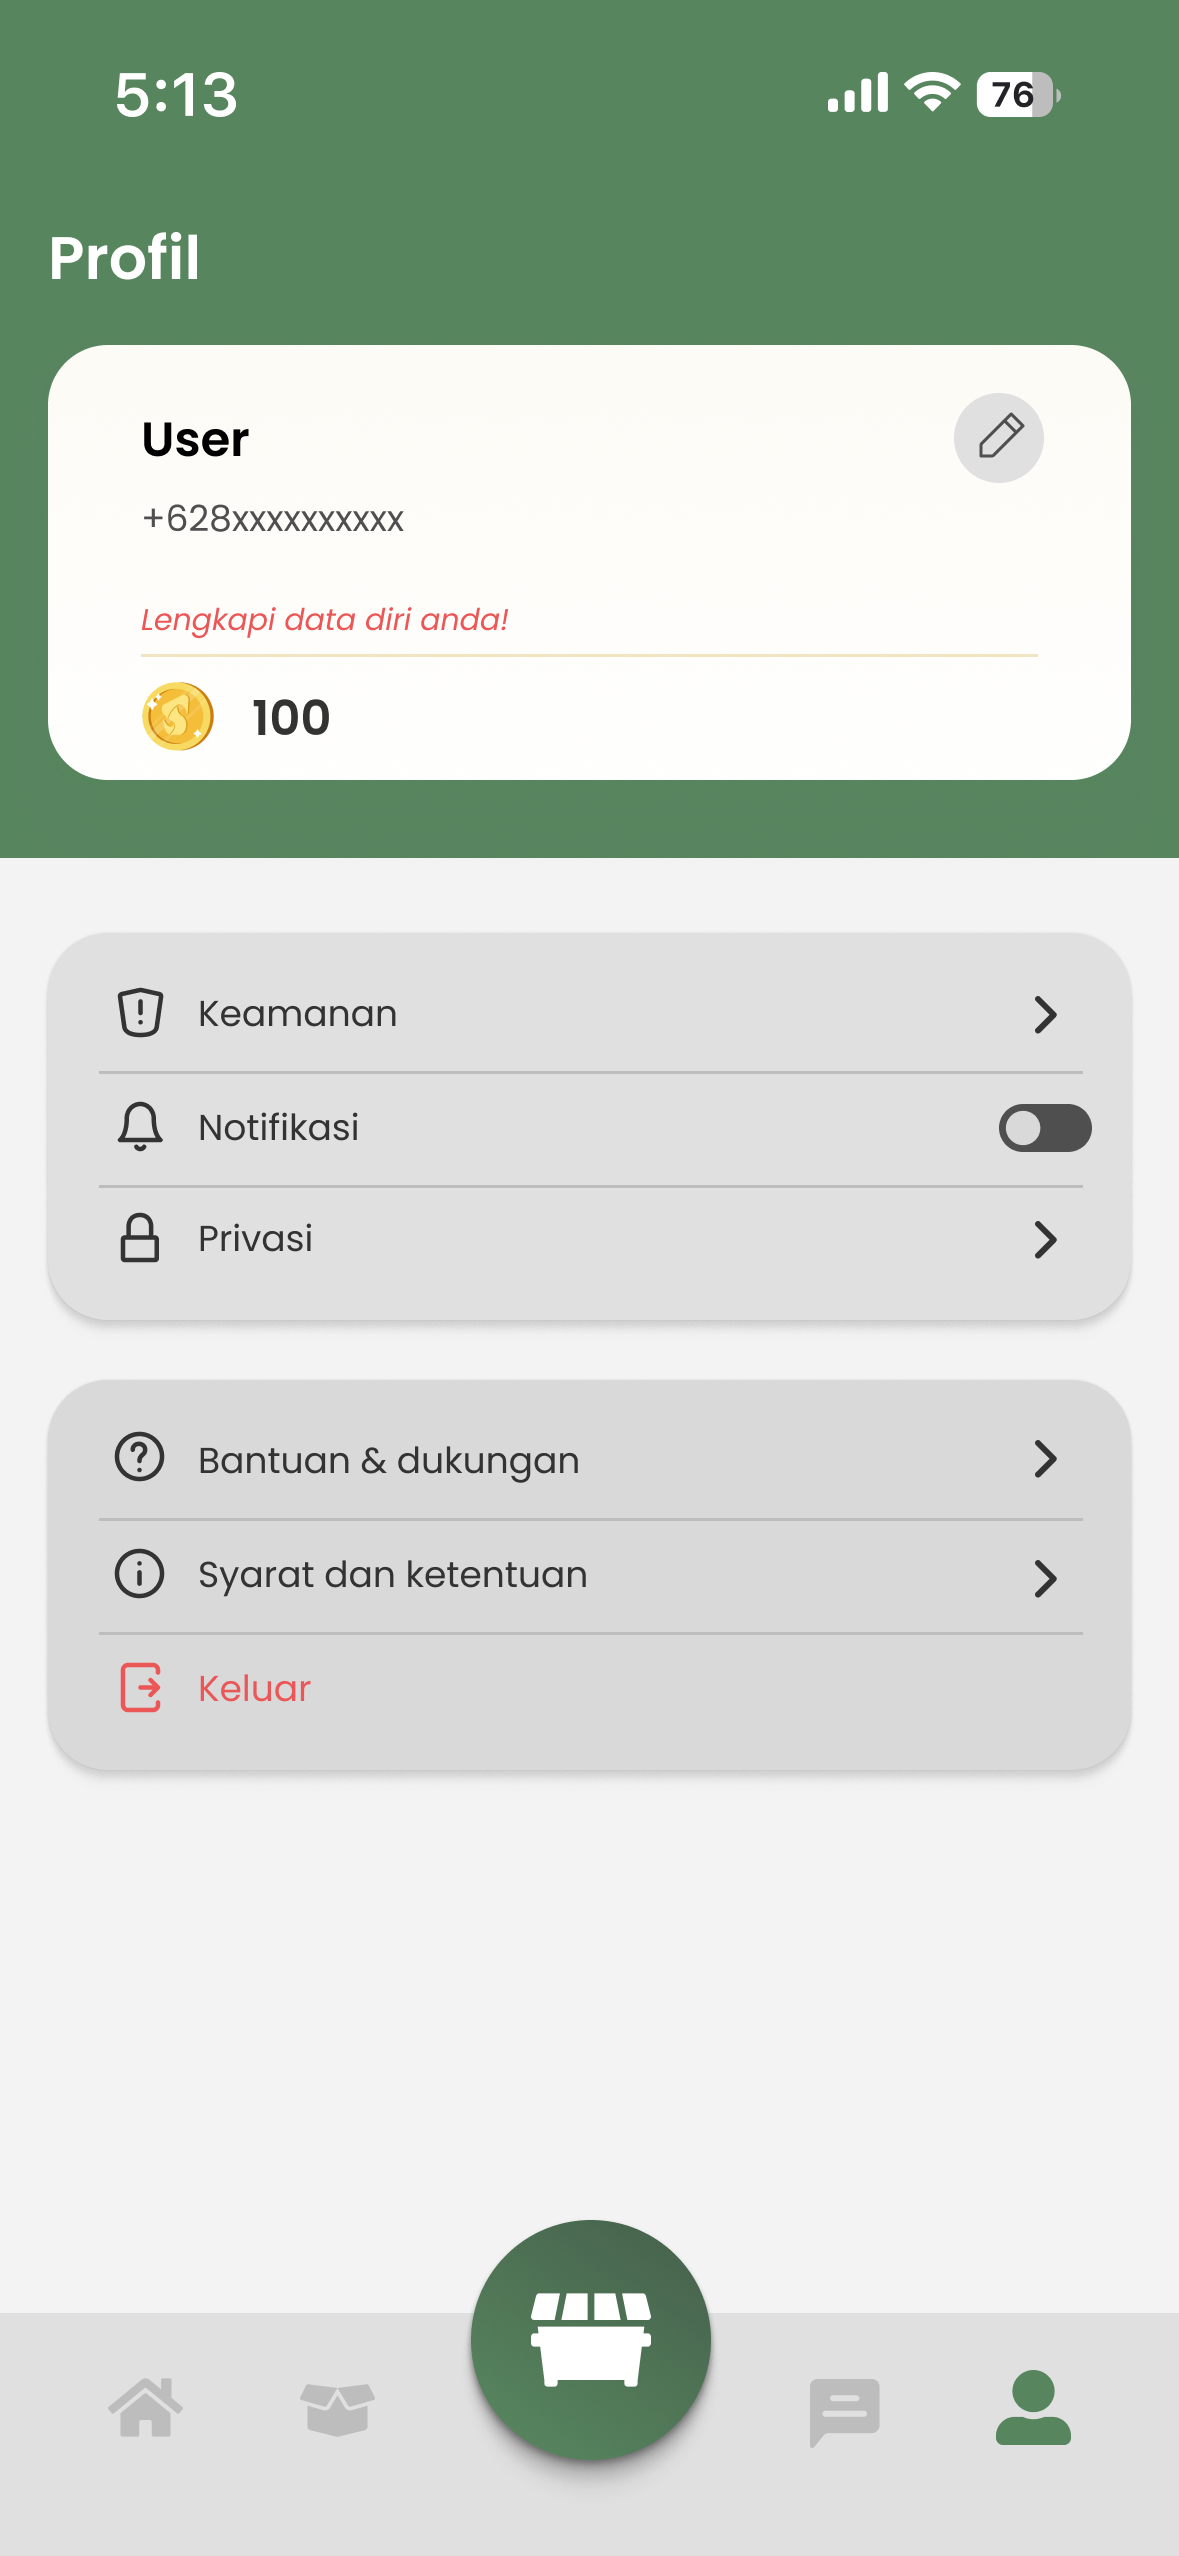 5:13
76
Profil
User
+628xxxxxxxxxx
Lengkapi data diri anda!
100
Keamanan
Notifikasi
Privasi
Bantuan & dukungan
Syarat dan ketentuan
Keluar